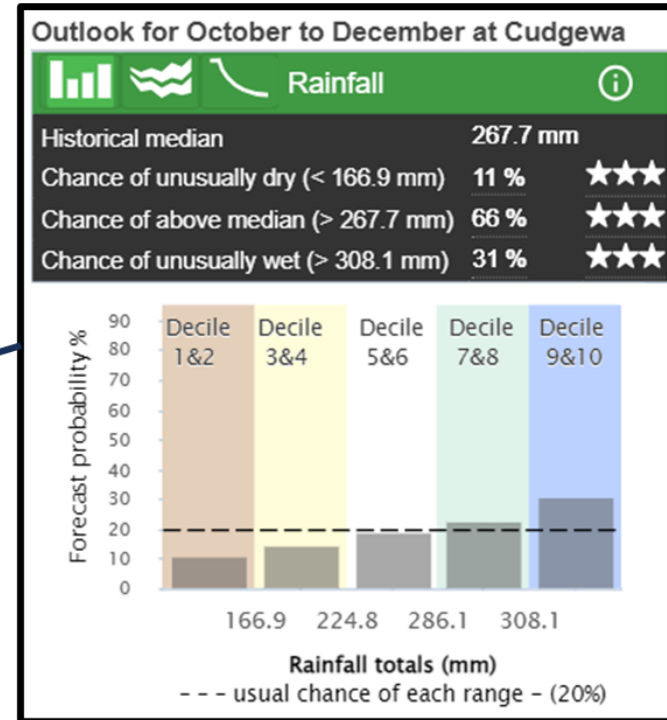 Outlook for October to December at Cudgewa
Rainfall
Historical median 267.7 mm
Chance of unusually dry (< 166.9 mm) 11 % ★★★
Chance of above median (> 267.7 mm) 66 % ★★★
Chance of unusually wet (> 308.1 mm) 31 % ★★★
Forecast probability %
90
80
70
60
50
40
30
20
10
0
Decile Decile Decile Decile Decile
1&2 3&4 5&6 7&8 9&10
166.9 224.8 286.1 308.1
Rainfall totals (mm)
- - - usual chance of each range - (20%)